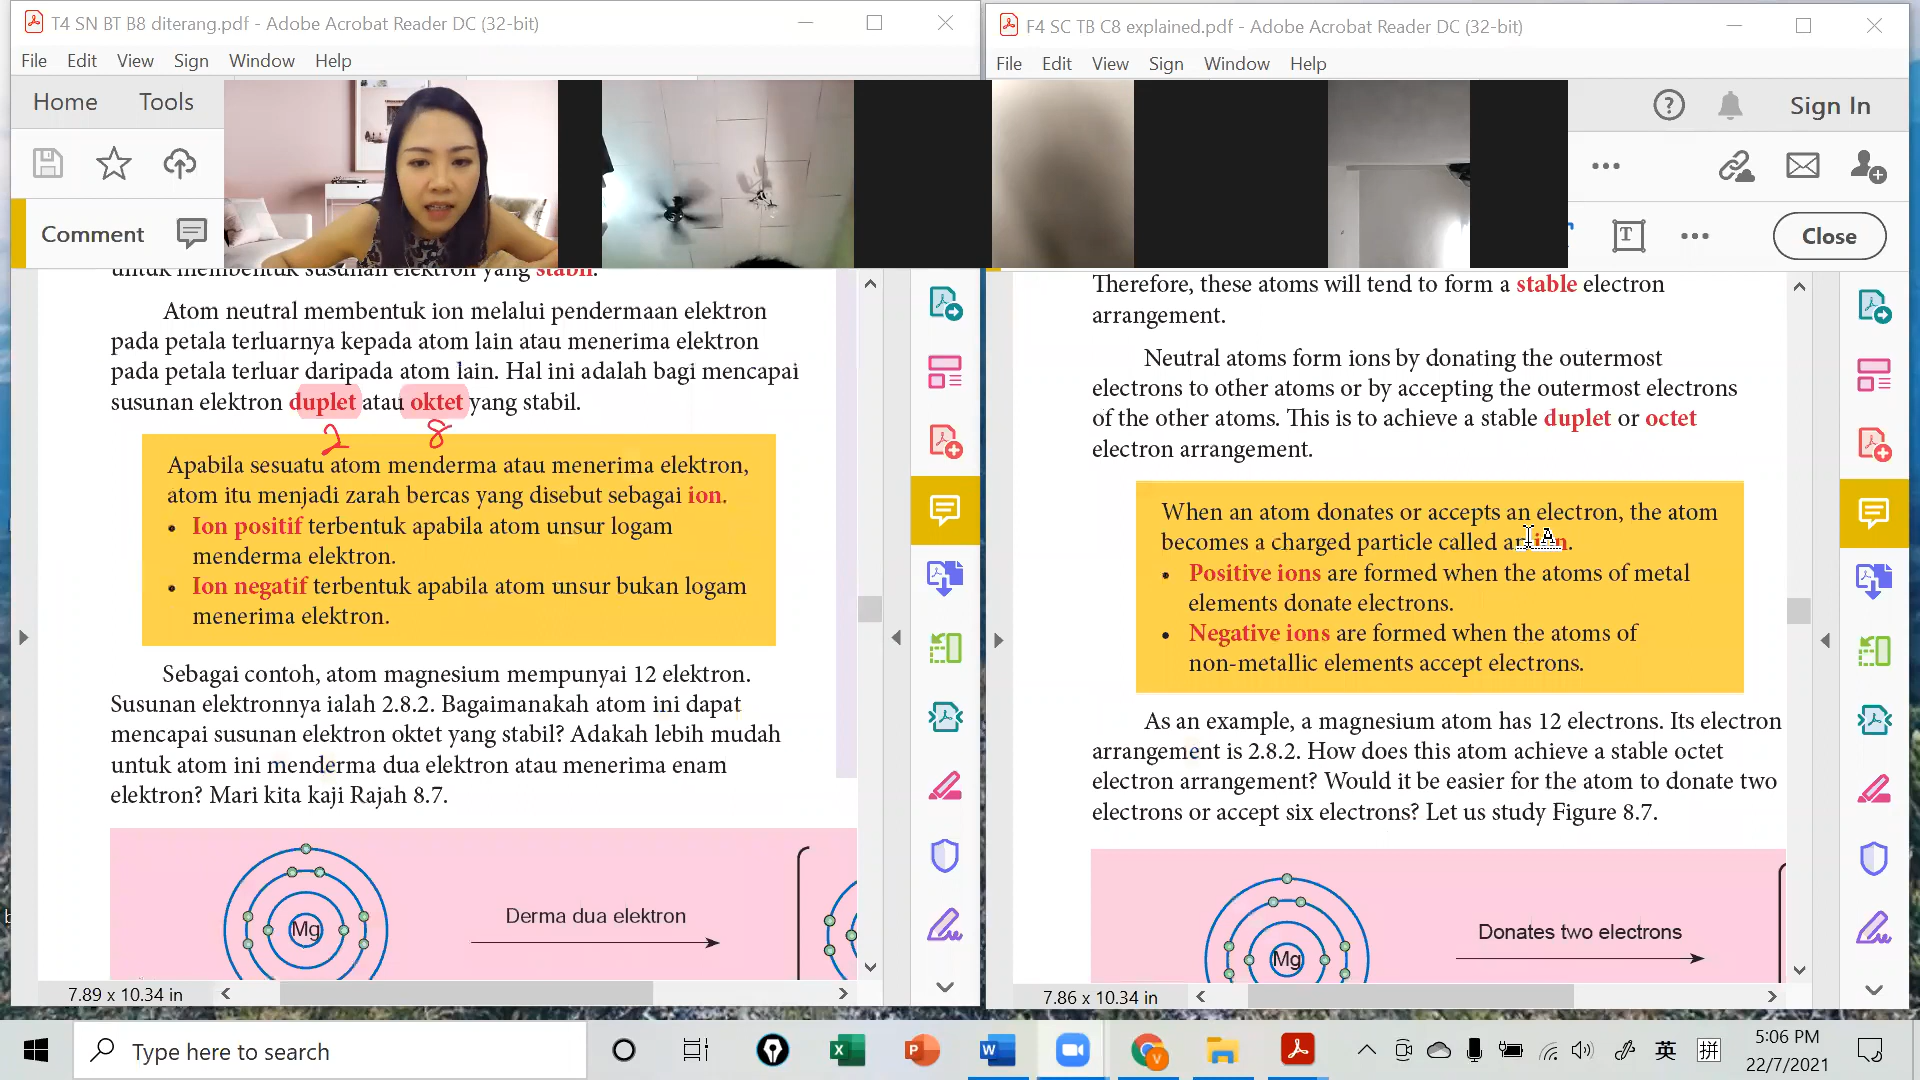 T4 SN BT B8 diterang.pdf - Adobe Acrobat Reader DC (32-bit)
File Edit View Sign Window Help
Home Tools
Comment
untuk membentuk susunan elektron yang stabil.
Atom neutral membentuk ion melalui pendermaan elektron
pada petala terluarnya kepada atom lain atau menerima elektron
pada petala terluar daripada atom lain. Hal ini adalah bagi mencapai
susunan elektron duplet atau oktet yang stabil.
2 8
Apabila sesuatu atom menderma atau menerima elektron,
atom itu menjadi zarah bercas yang disebut sebagai ion.
• Ion positif terbentuk apabila atom unsur logam
menderma elektron.
• Ion negatif terbentuk apabila atom unsur bukan logam
menerima elektron.
Sebagai contoh, atom magnesium mempunyai 12 elektron.
Susunan elektronnya ialah 2.8.2. Bagaimanakah atom ini dapat
mencapai susunan elektron oktet yang stabil? Adakah lebih mudah
untuk atom ini menderma dua elektron atau menerima enam
elektron? Mari kita kaji Rajah 8.7.
Mg
Derma dua elektron
7.89 x 10.34 in
F4 SC TB C8 explained.pdf - Adobe Acrobat Reader DC (32-bit)
File Edit View Sign Window Help
Sign In
Close
Therefore, these atoms will tend to form a stable electron
arrangement.
Neutral atoms form ions by donating the outermost
electrons to other atoms or by accepting the outermost electrons
of the other atoms. This is to achieve a stable duplet or octet
electron arrangement.
When an atom donates or accepts an electron, the atom
becomes a charged particle called an ion.
• Positive ions are formed when the atoms of metal
elements donate electrons.
• Negative ions are formed when the atoms of
non-metallic elements accept electrons.
As an example, a magnesium atom has 12 electrons. Its electron
arrangement is 2.8.2. How does this atom achieve a stable octet
electron arrangement? Would it be easier for the atom to donate two
electrons or accept six electrons? Let us study Figure 8.7.
Mg
Donates two electrons
7.86 x 10.34 in
Type here to search
英 拼
5:06 PM
22/7/2021